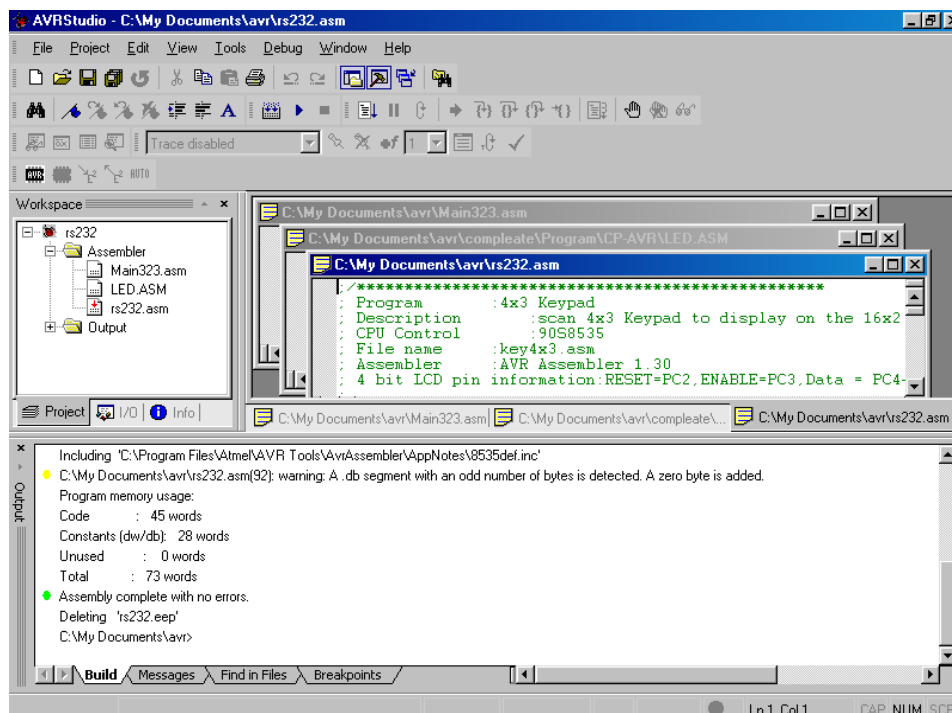 AVRStudio - C:\My Documents\avr\rs232.asm
File Project Edit View Tools Debug Window Help
Trace disabled
1
AVR AUTO
Workspace
rs232
Assembler
Main323.asm
LED.ASM
rs232.asm
Output
Project I/O Info
C:\My Documents\avr\Main323.asm
C:\My Documents\avr\compleate\Program\CP-AVR\LED.ASM
C:\My Documents\avr\rs232.asm
;/**************************************************
; Program :4x3 Keypad
; Description :scan 4x3 Keypad to display on the 16x2
; CPU Control :90S8535
; File name :key4x3.asm
; Assembler :AVR Assembler 1.30
; 4 bit LCD pin information:RESET=PC2,ENABLE=PC3,Data = PC4-
C:\My Documents\avr\Main323.asm C:\My Documents\avr\compleate\... C:\My Documents\avr\rs232.asm
Output
Including 'C:\Program Files\Atmel\AVR Tools\AvrAssembler\AppNotes\8535def.inc'
C:\My Documents\avr\rs232.asm(92): warning: A .db segment with an odd number of bytes is detected. A zero byte is added.
Program memory usage:
Code : 45 words
Constants (dw/db): 28 words
Unused : 0 words
Total : 73 words
Assembly complete with no errors.
Deleting 'rs232.eep'
C:\My Documents\avr>
Build Messages Find in Files Breakpoints
Ln 1, Col 1 CAP NUM